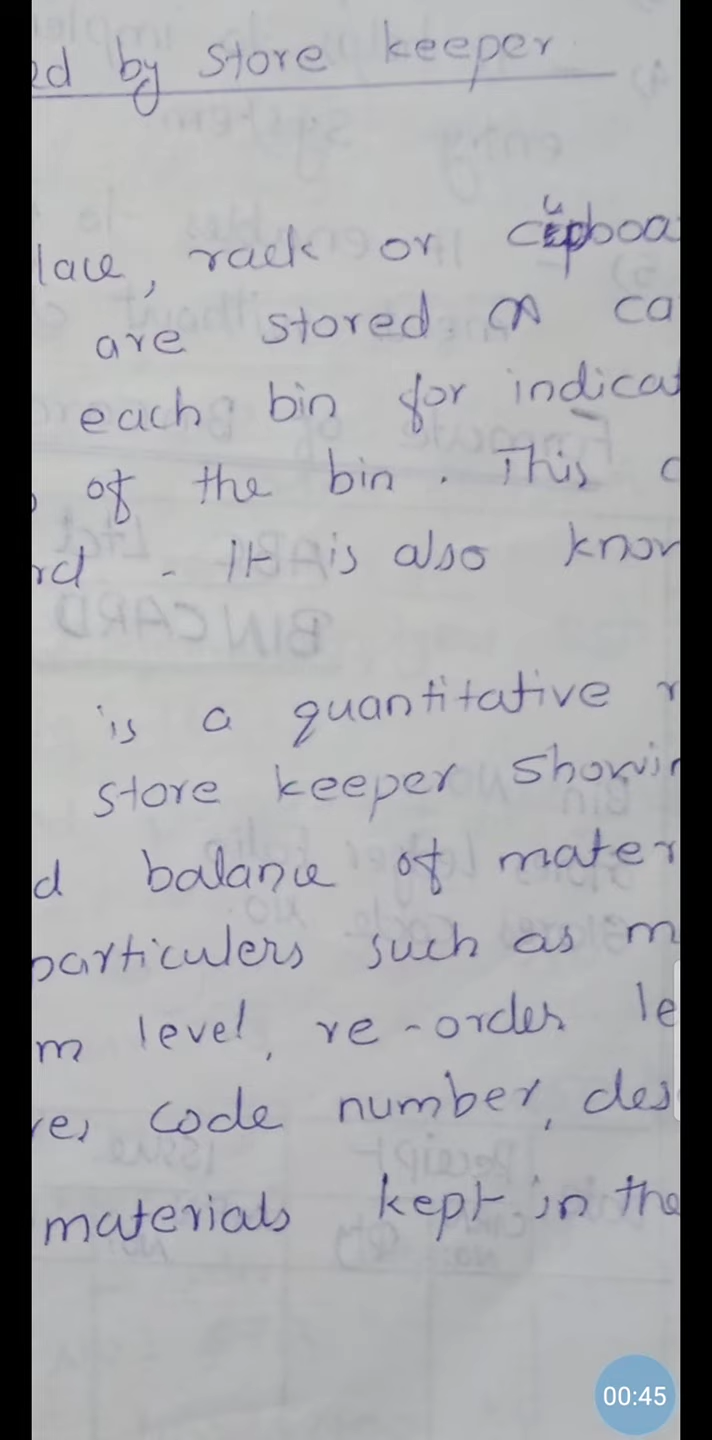 ed by store keeper
lace, rack or cupboa
are stored. A ca
each bin for indicat
of the bin. This c
rd - It is also know
is a quantitative r
store keeper showin
d balance of mater
particulers such as m
m level, re-order le
res code number, des
materials kept in the
00:45